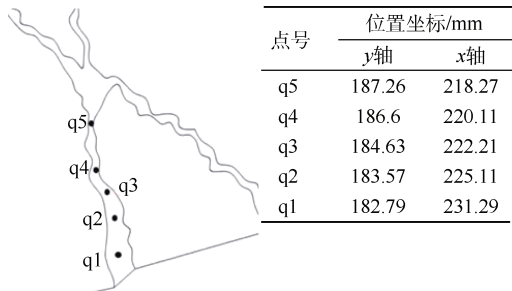 q5
q4
q3
q2
q1
点号 位置坐标/mm
y轴 x轴
q5 187.26 218.27
q4 186.6 220.11
q3 184.63 222.21
q2 183.57 225.11
q1 182.79 231.29